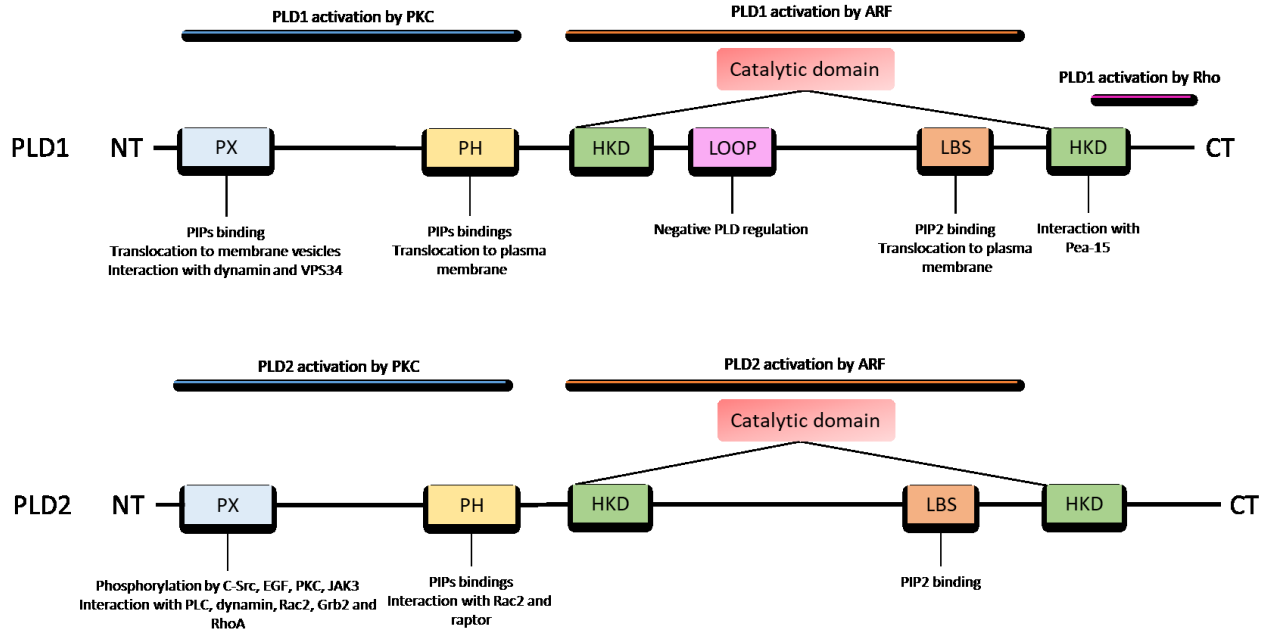 PLD1 activation by PKC
PLD1 activation by ARF
Catalytic domain
PLD1 activation by Rho
PLD1
NT
PX
PH
HKD
LOOP
LBS
HKD
CT
PIPs binding
Translocation to membrane vesicles
Interaction with dynamin and VPS34
PIPs bindings
Translocation to plasma
membrane
Negative PLD regulation
PIP2 binding
Translocation to plasma
membrane
Interaction with
Pea-15
PLD2 activation by PKC
PLD2 activation by ARF
Catalytic domain
PLD2
NT
PX
PH
HKD
LBS
HKD
CT
Phosphorylation by C-Src, EGF, PKC, JAK3
Interaction with PLC, dynamin, Rac2, Grb2 and
RhoA
PIPs bindings
Interaction with Rac2 and
raptor
PIP2 binding